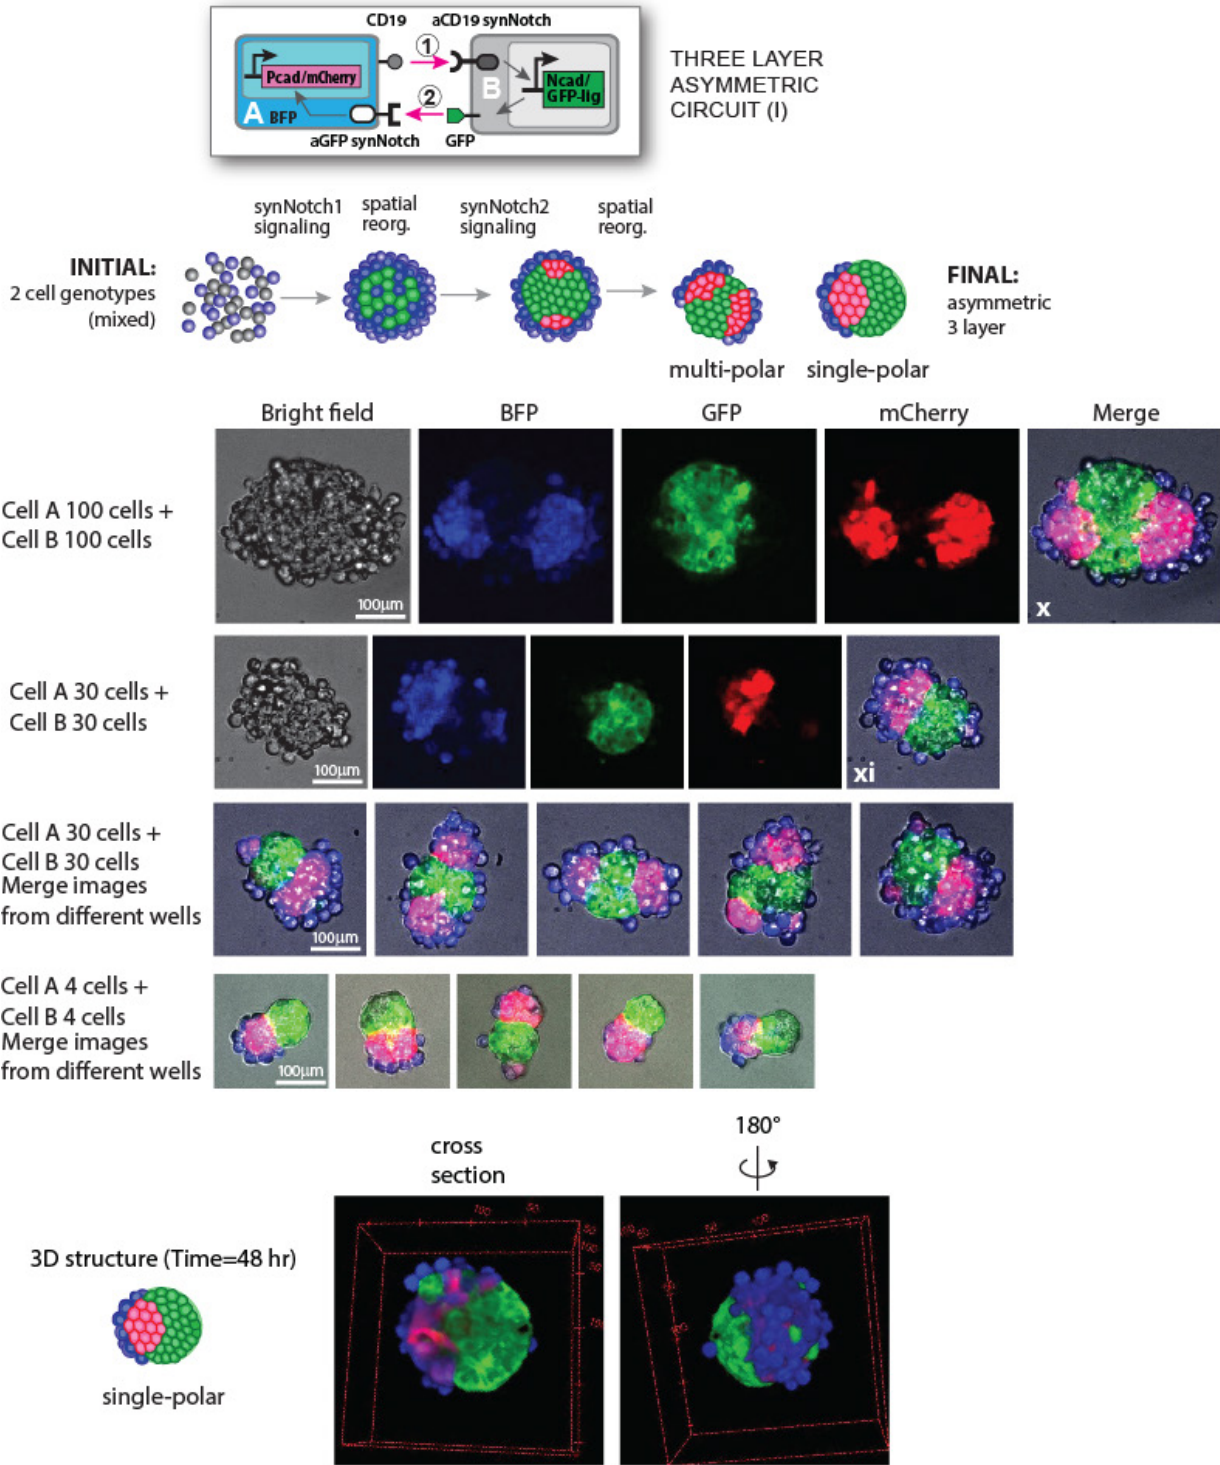 CD19 aCD19 synNotch
1
Pcad/mCherry
B
Ncad/
GFP-lig
2
A BFP
aGFP synNotch GFP
THREE LAYER
ASYMMETRIC
CIRCUIT (I)
synNotch1
signaling
spatial
reorg.
synNotch2
signaling
spatial
reorg.
INITIAL:
2 cell genotypes
(mixed)
FINAL:
asymmetric
3 layer
multi-polar single-polar
Bright field BFP GFP mCherry Merge
Cell A 100 cells +
Cell B 100 cells
100μm
x
Cell A 30 cells +
Cell B 30 cells
100μm
xi
Cell A 30 cells +
Cell B 30 cells
Merge images
from different wells
100μm
Cell A 4 cells +
Cell B 4 cells
Merge images
from different wells
100μm
cross
section
180°
3D structure (Time=48 hr)
single-polar